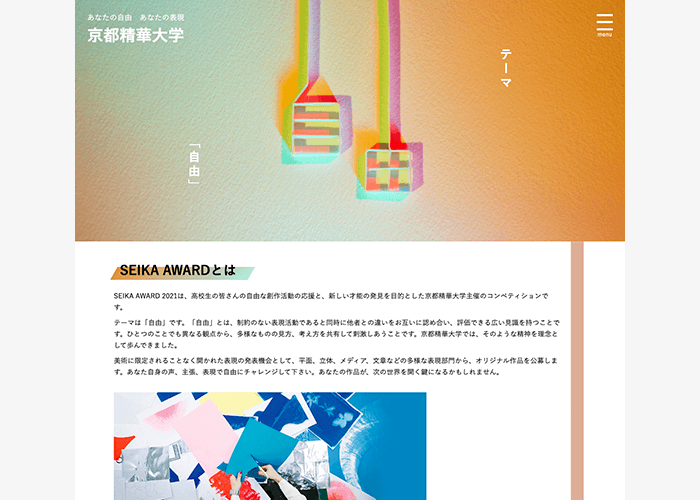 あなたの自由　あなたの表現
京都精華大学
menu
テーマ
「自由」
SEIKA AWARDとは
SEIKA AWARD 2021は、高校生の皆さんの自由な創作活動の応援と、新しい才能の発見を目的とした京都精華大学主催のコンペティションで
す。
テーマは「自由」です。「自由」とは、制約のない表現活動であると同時に他者との違いをお互いに認め合い、評価できる広い見識を持つことで
す。ひとつのことでも異なる観点から、多様なものの見方、考え方を共有して刺激しあうことです。京都精華大学では、そのような精神を理念と
して歩んできました。
美術に限定されることなく開かれた表現の発表機会として、平面、立体、メディア、文章などの多様な表現部門から、オリジナル作品を公募しま
す。あなた自身の声、主張、表現で自由にチャレンジして下さい。あなたの作品が、次の世界を開く鍵になるかもしれません。